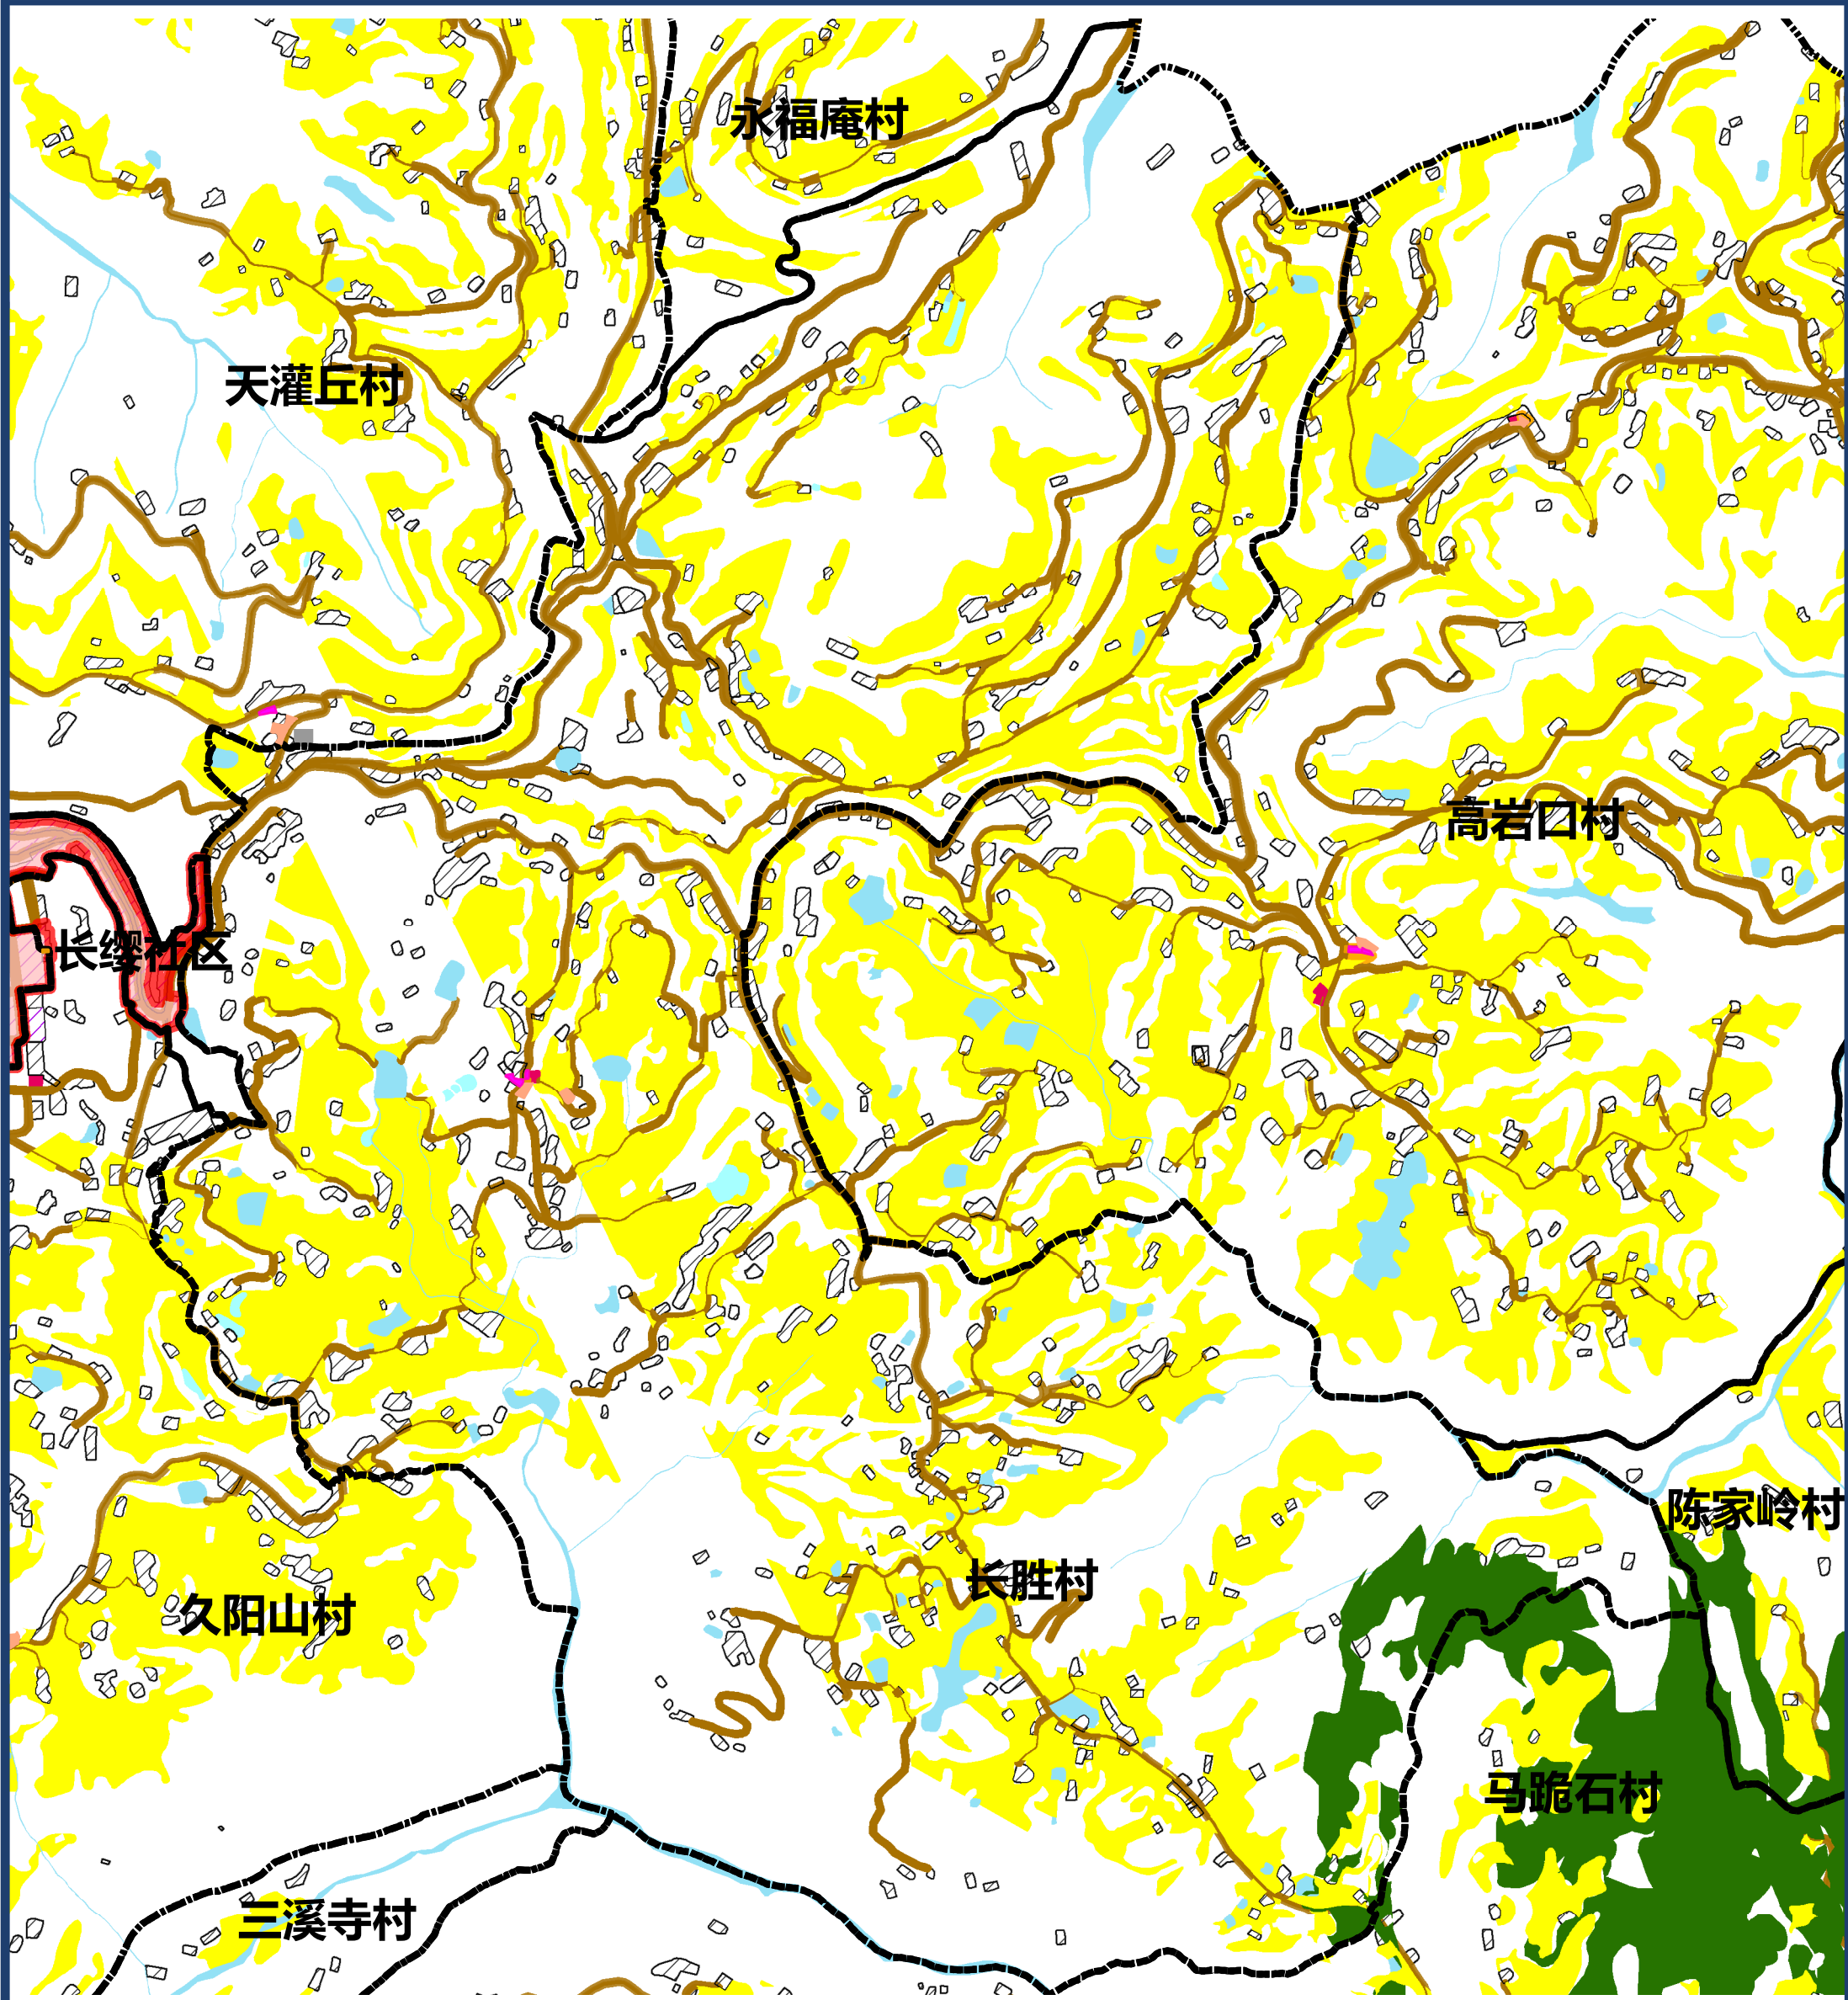 永福庵村
天灌丘村
高岩口村
长缨社区
陈家岭村
长胜村
久阳山村
马跪石村
三溪寺村